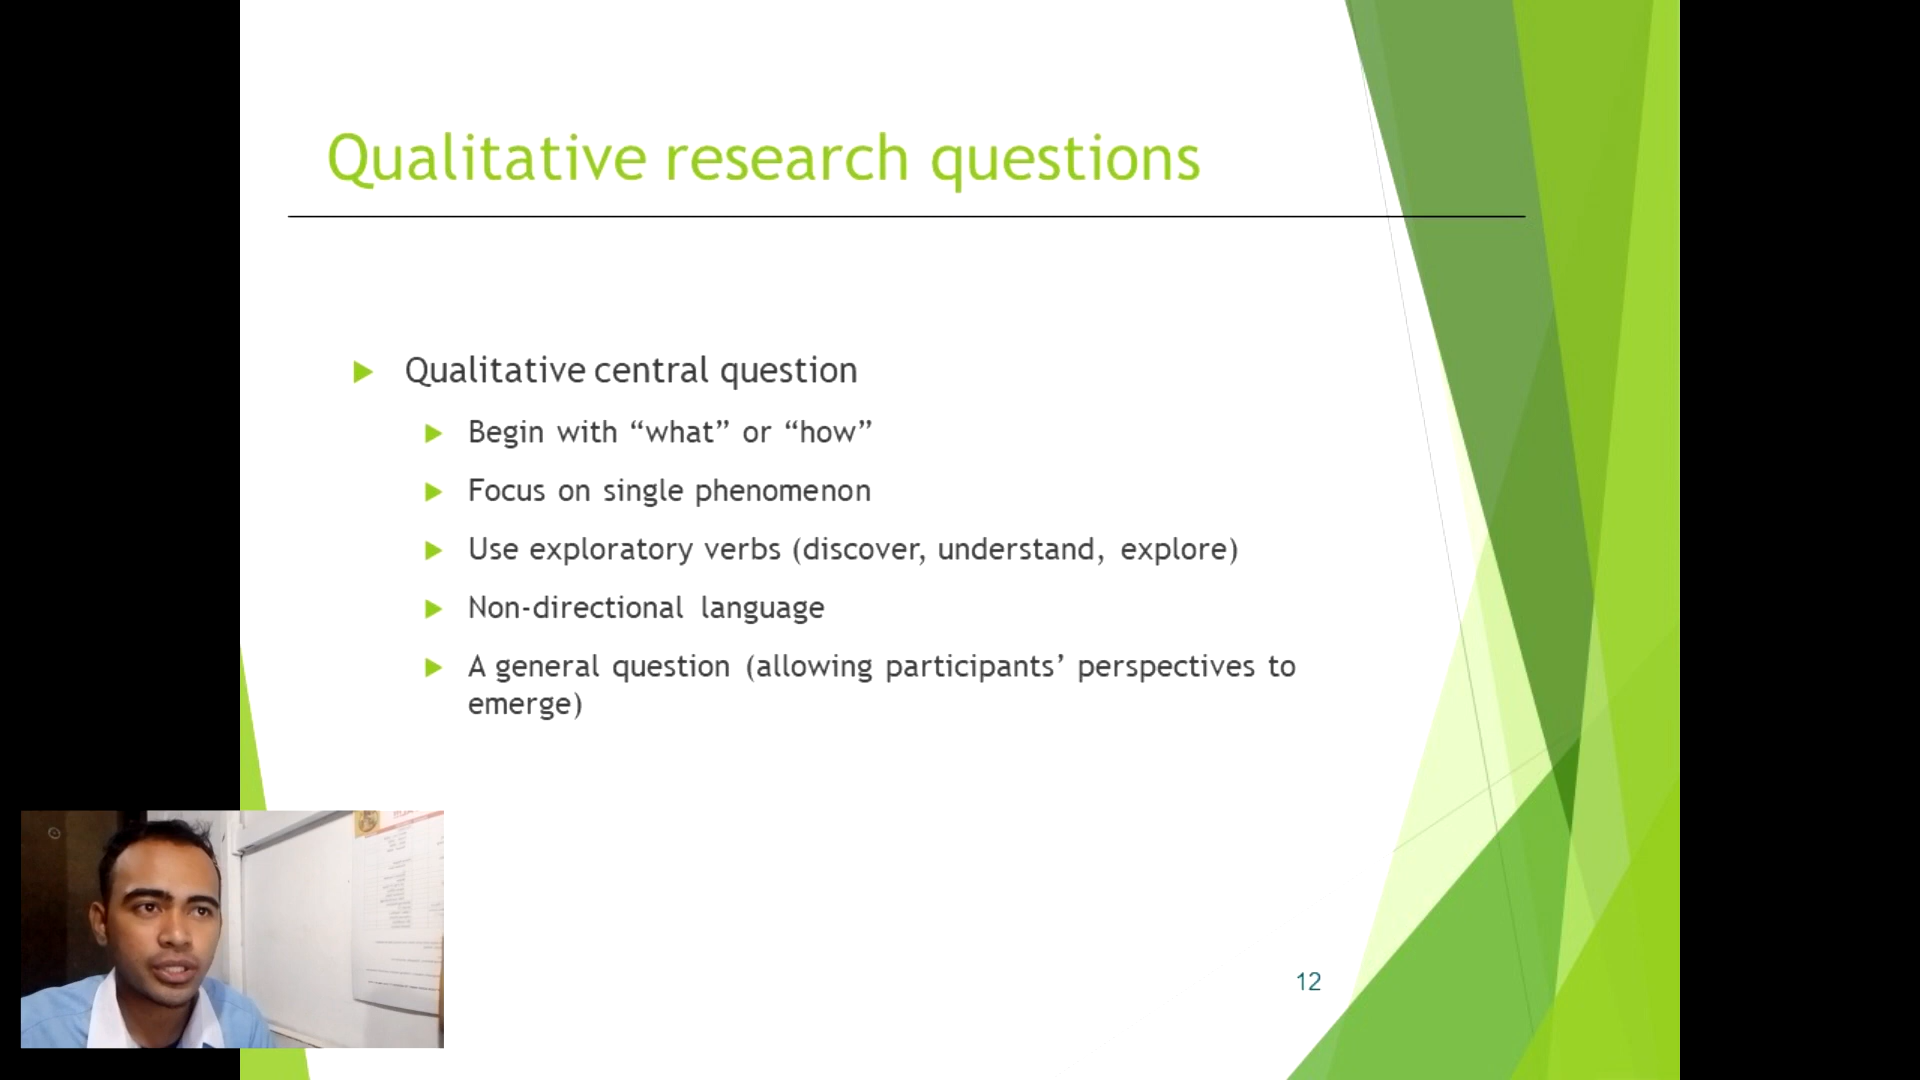 Qualitative research questions
Qualitative central question
Begin with “what” or “how”
Focus on single phenomenon
Use exploratory verbs (discover, understand, explore)
Non-directional language
A general question (allowing participants’ perspectives to
emerge)
12